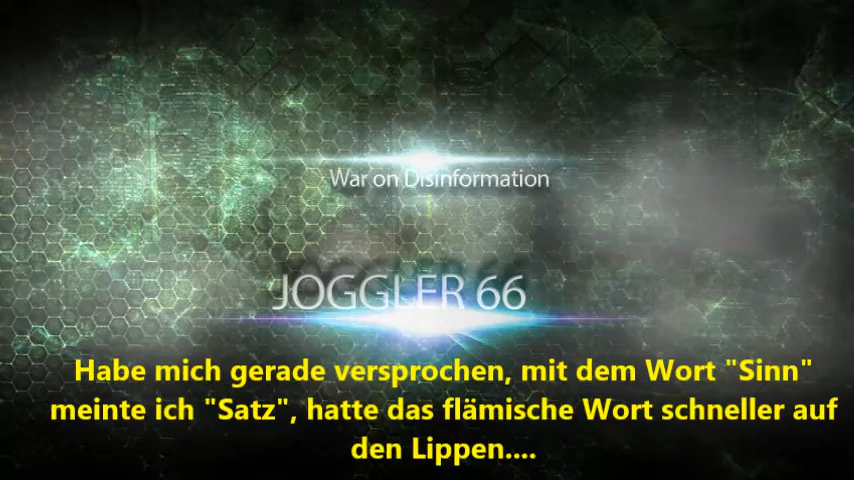 War on Disinformation
JOGGLER 66
Habe mich gerade versprochen, mit dem Wort "Sinn"
meinte ich "Satz", hatte das flämische Wort schneller auf
den Lippen....